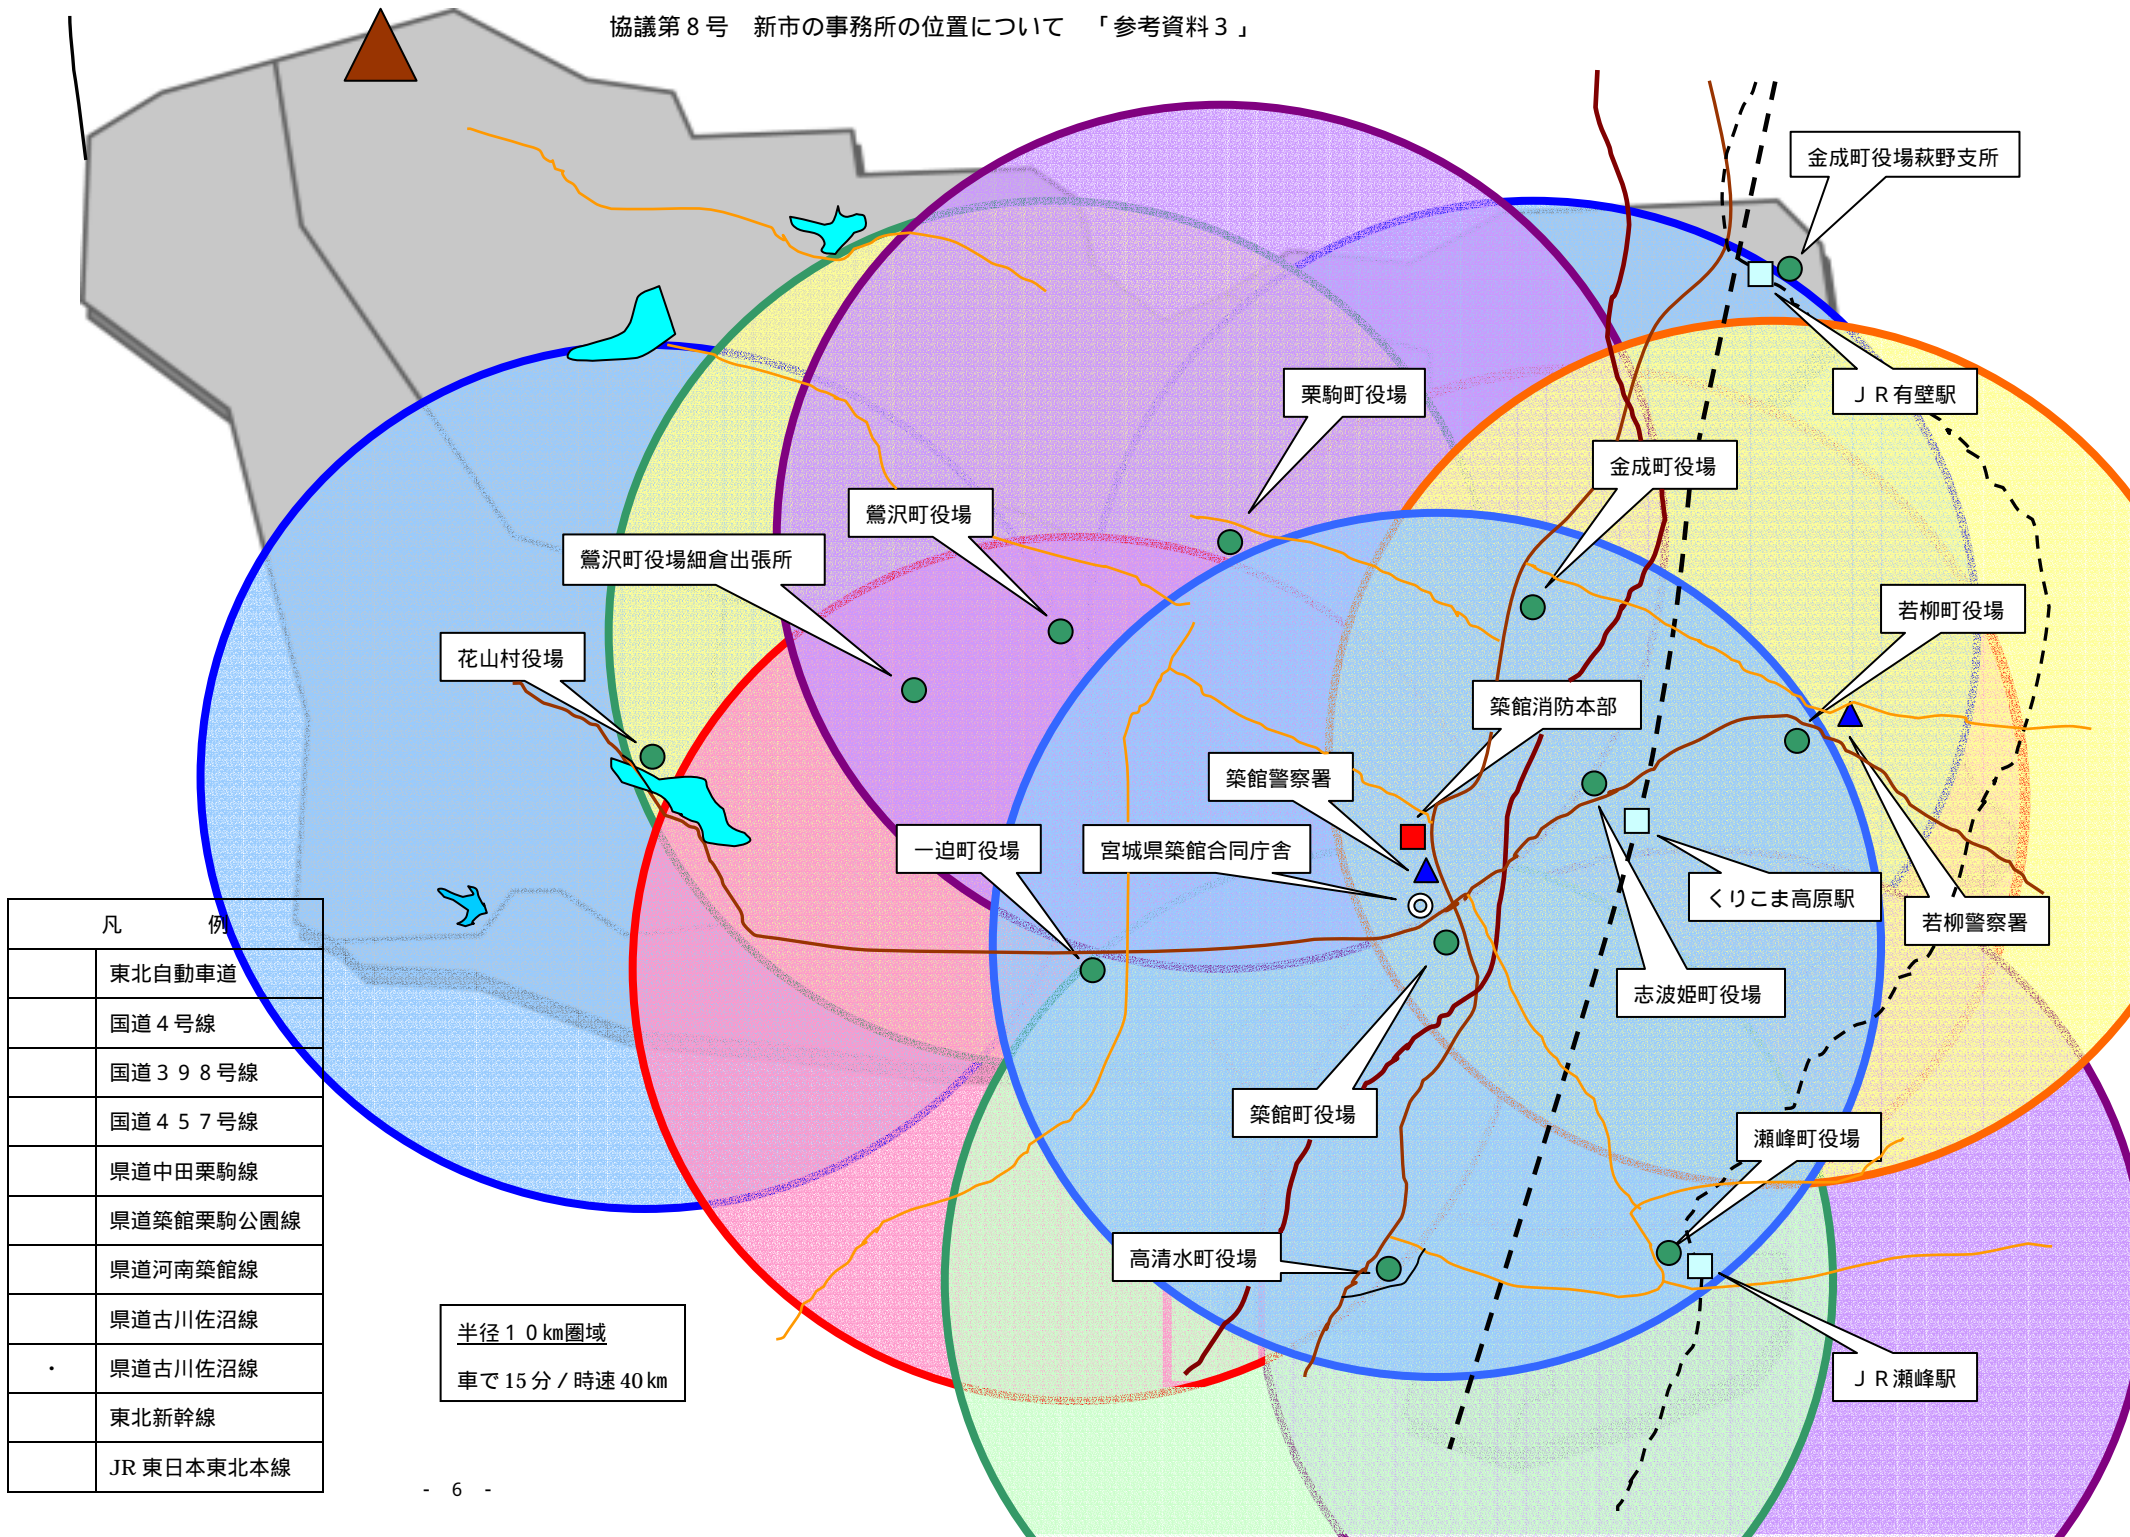 協議第８号　新市の事務所の位置について　「参考資料３」
金成町役場萩野支所
ＪＲ有壁駅
栗駒町役場
金成町役場
鶯沢町役場
鶯沢町役場細倉出張所
若柳町役場
花山村役場
築館消防本部
築館警察署
一迫町役場
宮城県築館合同庁舎
くりこま高原駅
若柳警察署
志波姫町役場
築館町役場
瀬峰町役場
高清水町役場
ＪＲ瀬峰駅
凡　例
東北自動車道
国道４号線
国道３９８号線
国道４５７号線
県道中田栗駒線
県道築館栗駒公園線
県道河南築館線
県道古川佐沼線
・ 県道古川佐沼線
東北新幹線
JR東日本東北本線
半径１０㎞圏域
車で15分／時速40㎞
- 6 -